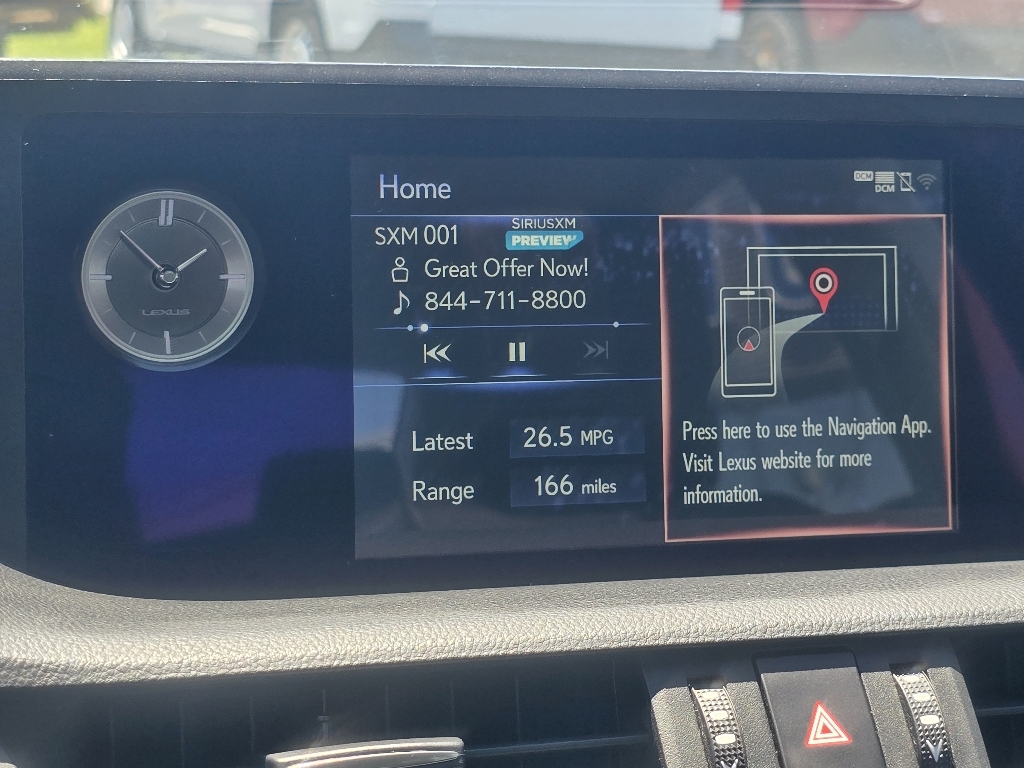 Home
DCM
DCM
SXM 001
SIRIUSXM
PREVIEW
Great Offer Now!
844-711-8800
LEXUS
Latest
26.5 MPG
Range
166 miles
Press here to use the Navigation App.
Visit Lexus website for more
information.